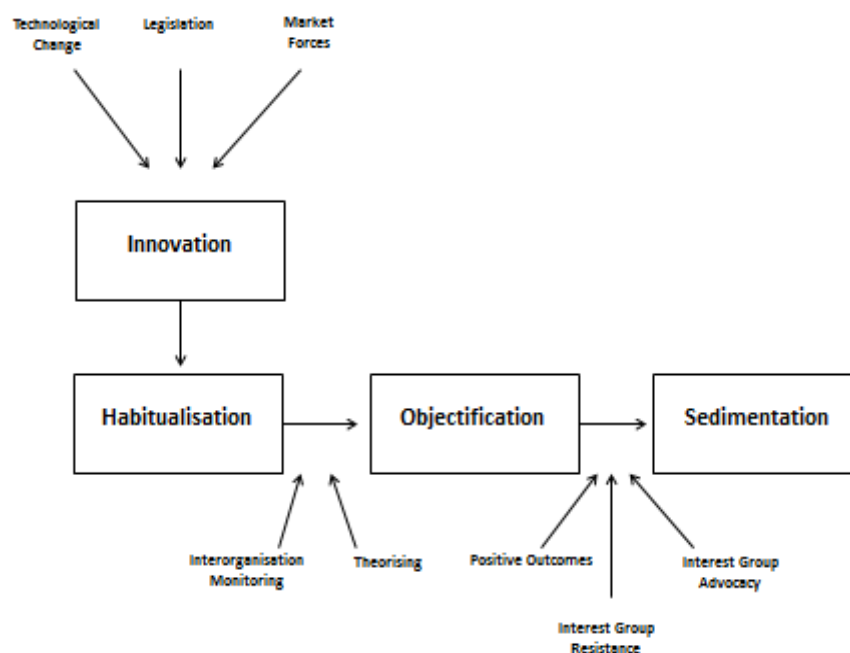 Technological
Change
Legislation
Market
Forces
Innovation
Habitualisation
Objectification
Sedimentation
Interorganisation
Monitoring
Theorising
Positive Outcomes
Interest Group
Advocacy
Interest Group
Resistance